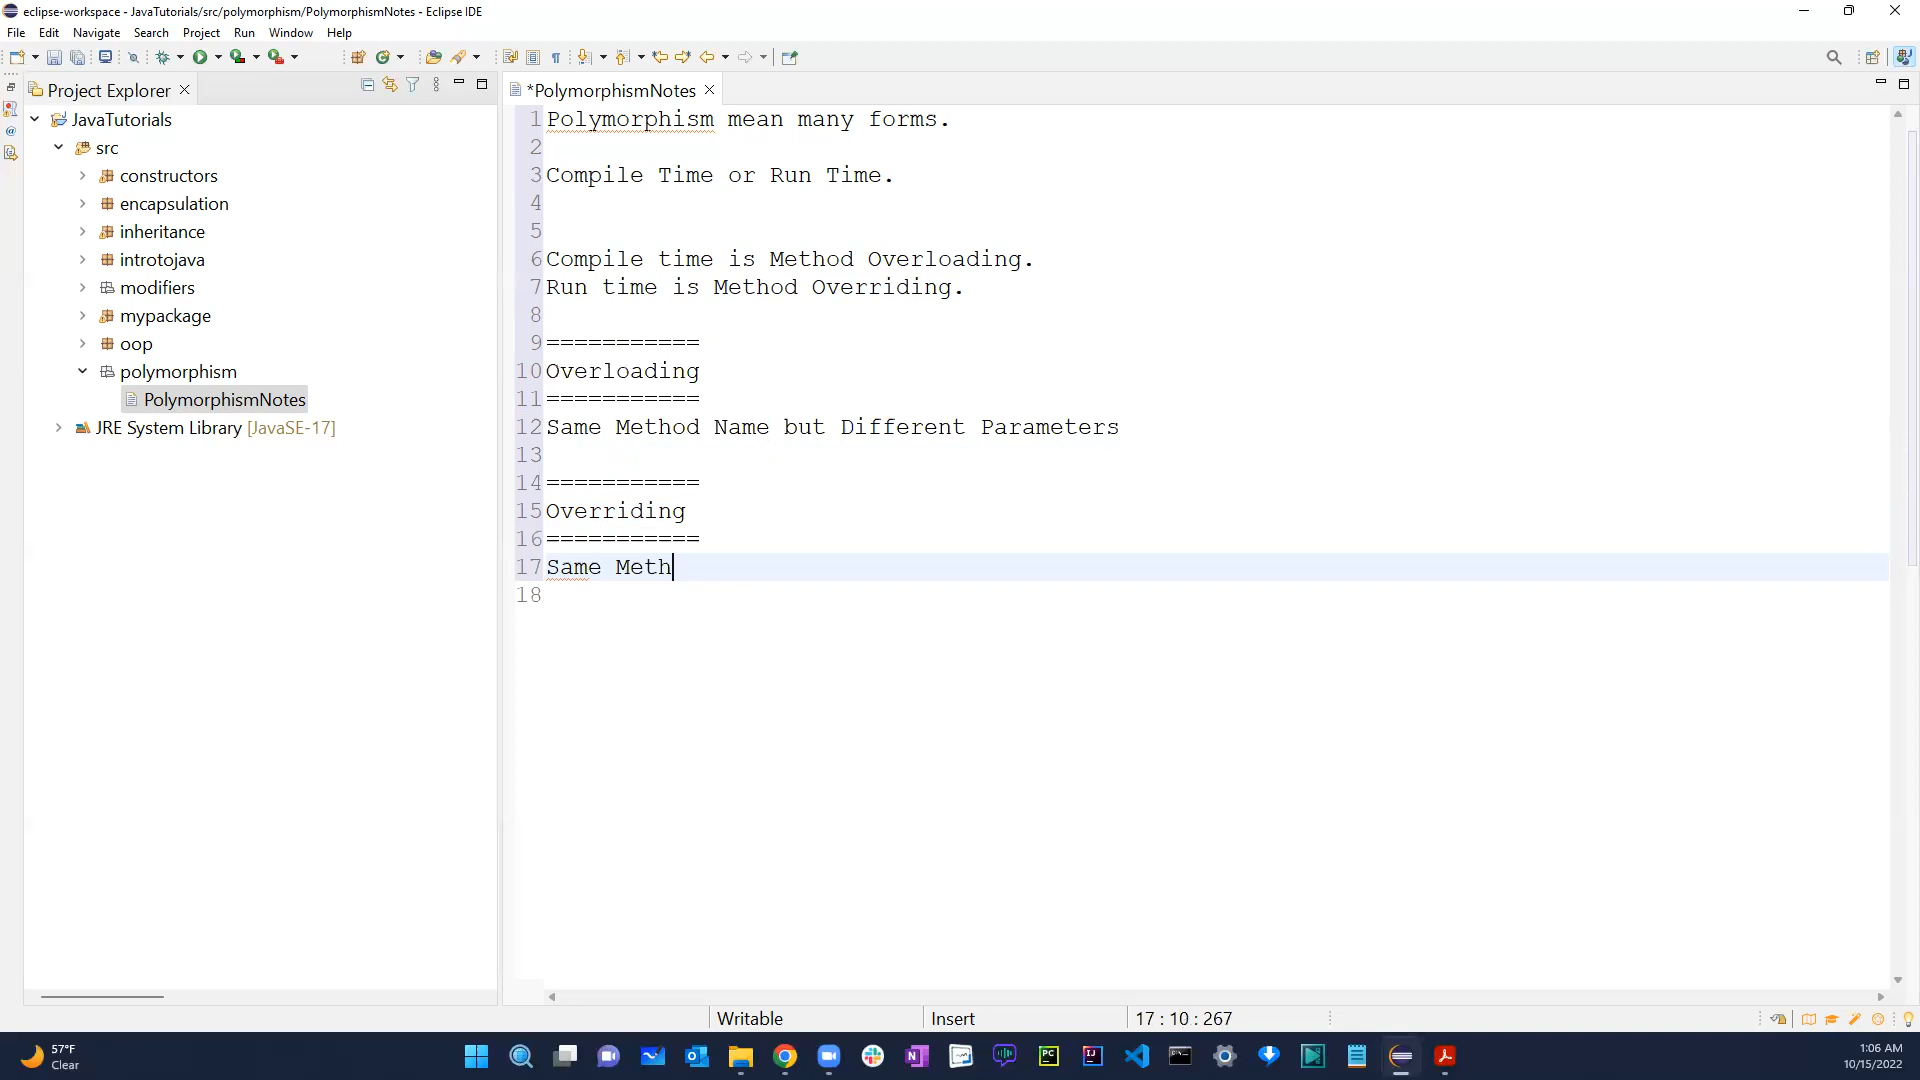 eclipse-workspace - JavaTutorials/src/polymorphism/PolymorphismNotes - Eclipse IDE
File Edit Navigate Search Project Run Window Help
Project Explorer
*PolymorphismNotes
JavaTutorials
src
constructors
encapsulation
inheritance
introtojava
modifiers
mypackage
oop
polymorphism
PolymorphismNotes
JRE System Library [JavaSE-17]
1 Polymorphism mean many forms.
2
3 Compile Time or Run Time.
4
5
6 Compile time is Method Overloading.
7 Run time is Method Overriding.
8
9 ===========
10 Overloading
11 ===========
12 Same Method Name but Different Parameters
13
14 ===========
15 Overriding
16 ===========
17 Same Meth
18
Writable Insert 17 : 10 : 267
57°F
Clear
PC
IJ
1:06 AM
10/15/2022